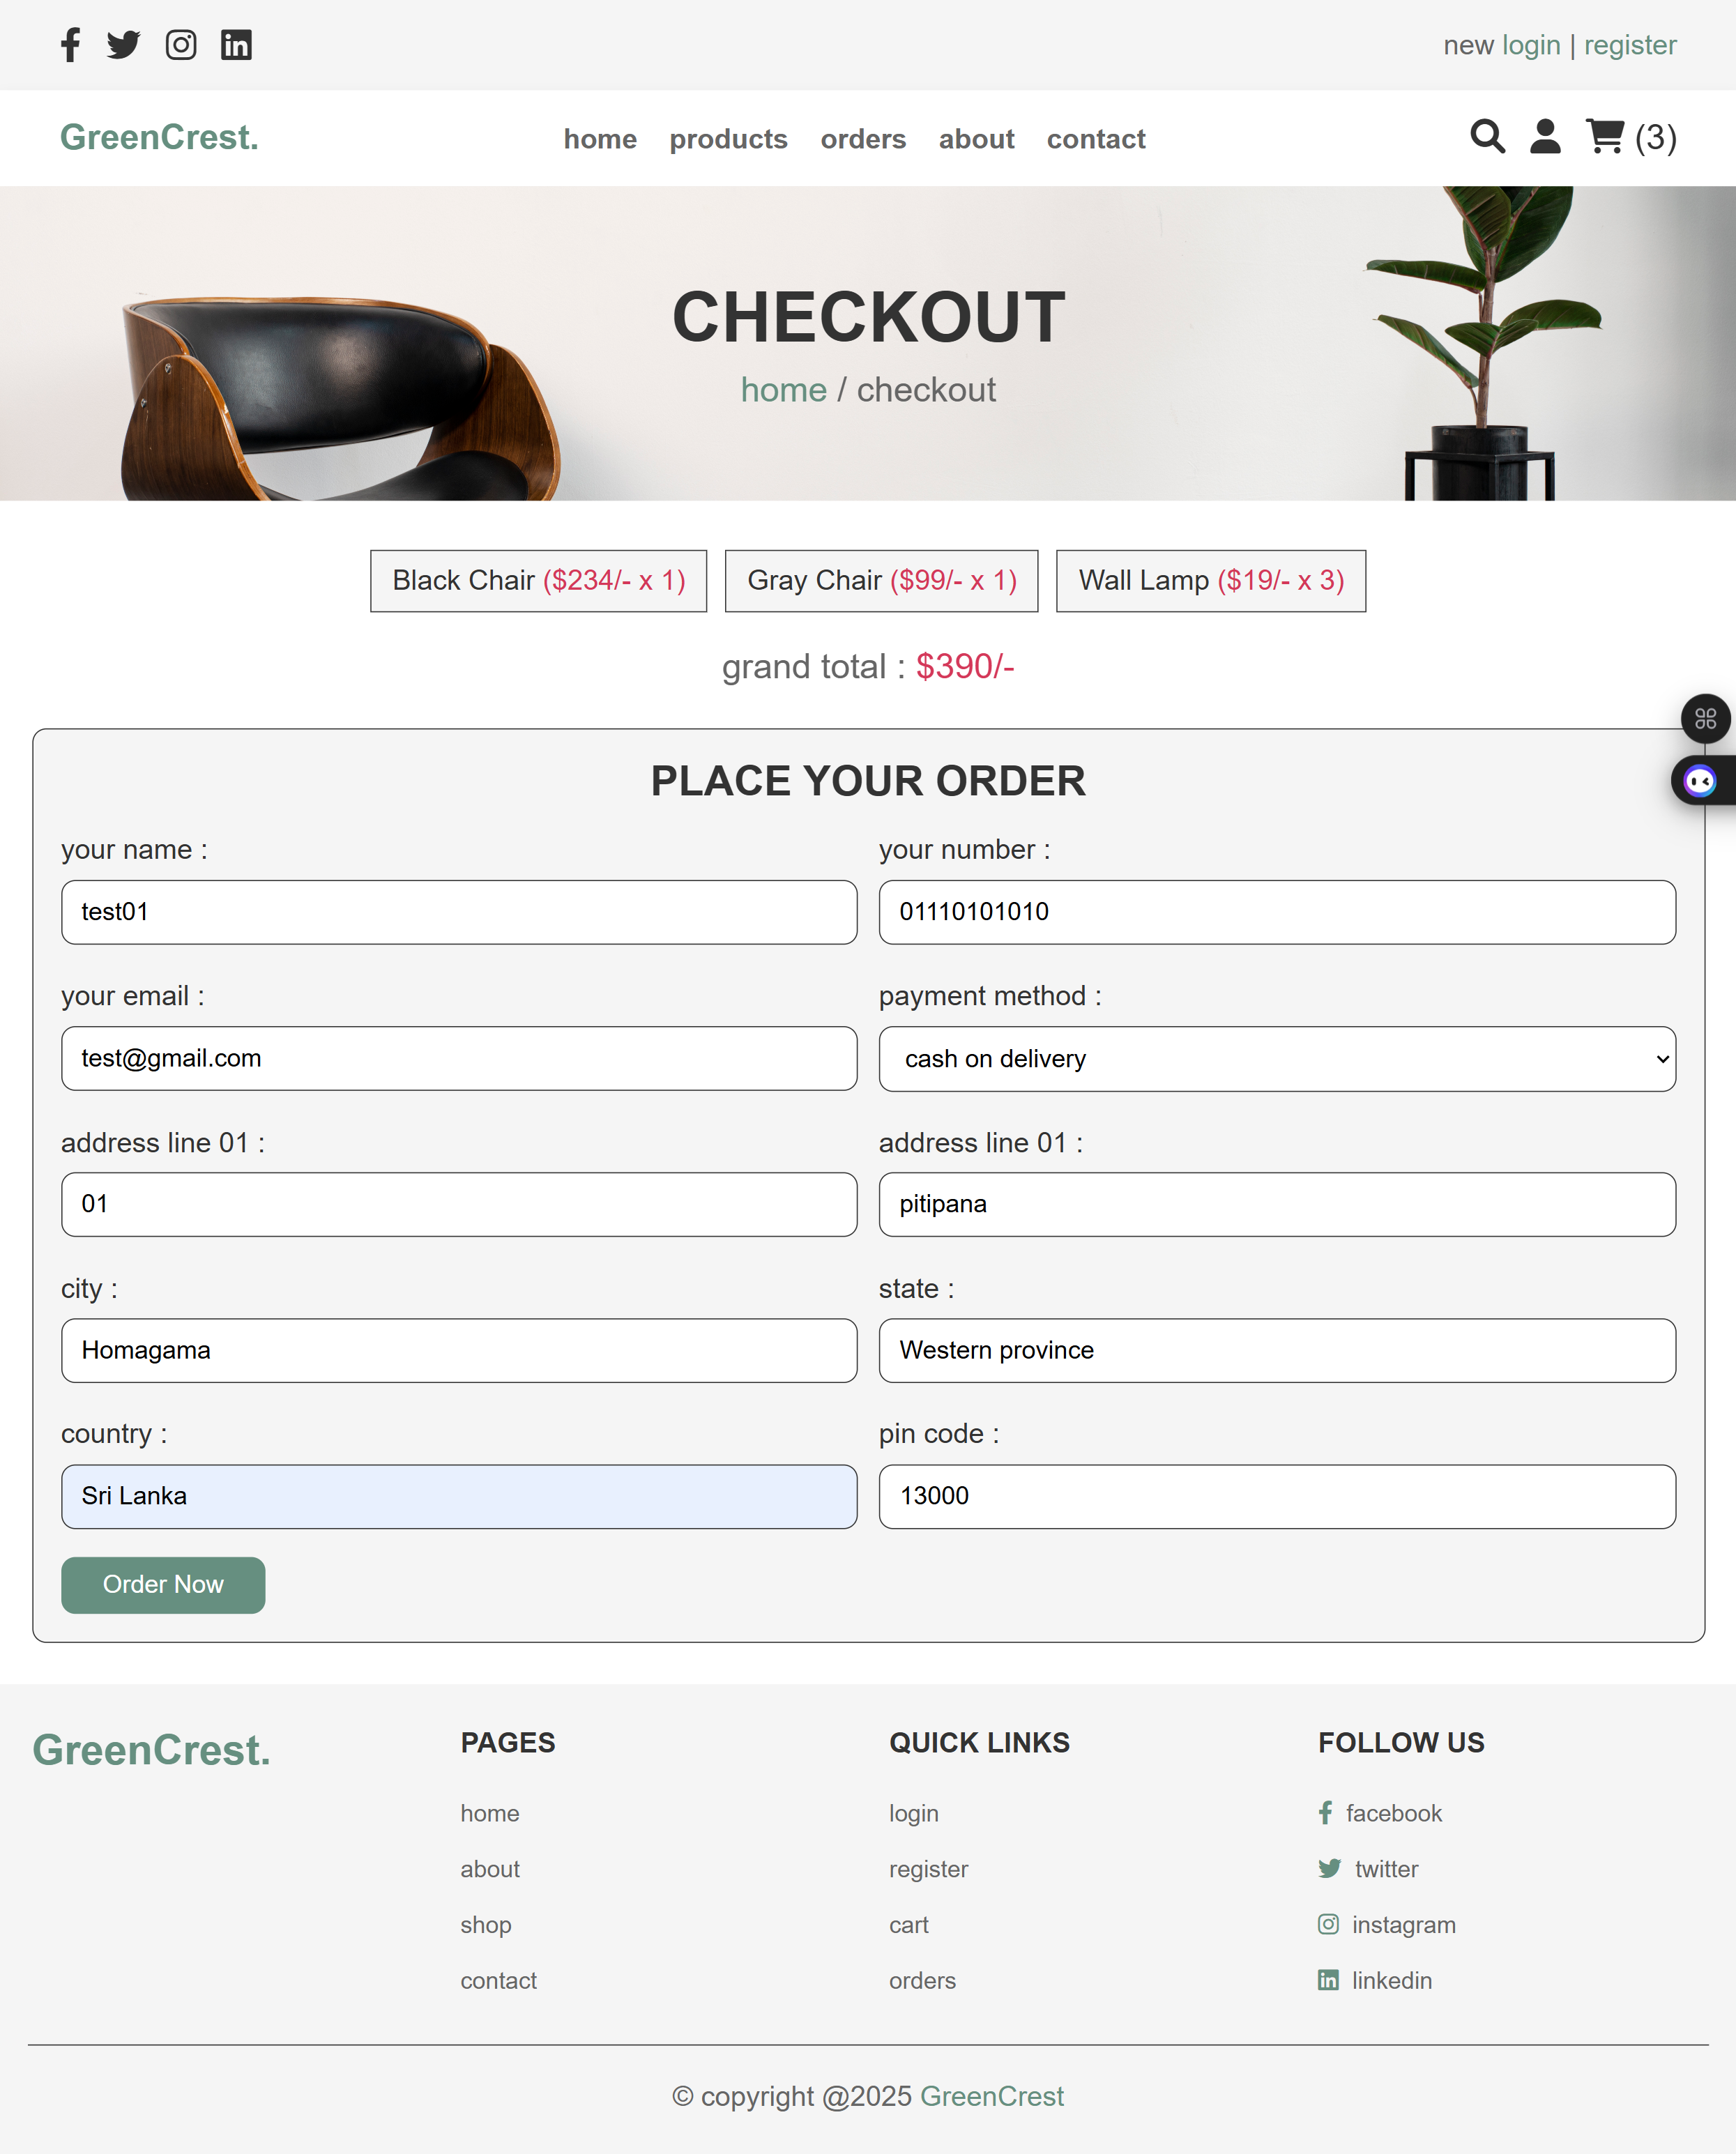 new login | register
GreenCrest.
home products orders about contact
(3)
CHECKOUT
home / checkout
Black Chair ($234/- x 1)
Gray Chair ($99/- x 1)
Wall Lamp ($19/- x 3)
grand total : $390/-
PLACE YOUR ORDER
your name :
test01
your number :
01110101010
your email :
test@gmail.com
payment method :
cash on delivery
address line 01 :
01
address line 01 :
pitipana
city :
Homagama
state :
Western province
country :
Sri Lanka
pin code :
13000
Order Now
GreenCrest.
PAGES
home
about
shop
contact
QUICK LINKS
login
register
cart
orders
FOLLOW US
facebook
twitter
instagram
linkedin
© copyright @2025 GreenCrest